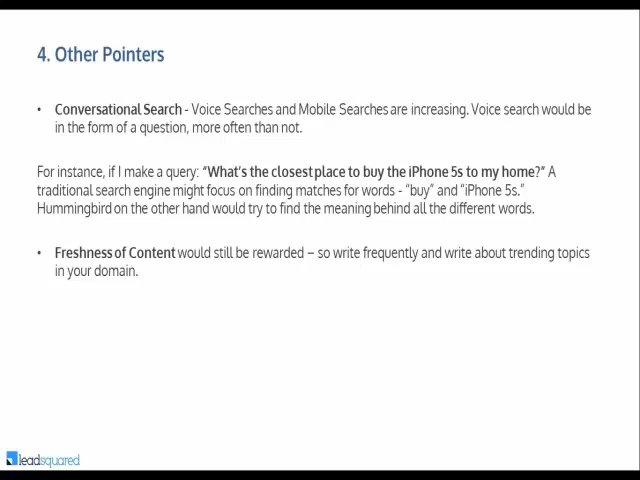 4. Other Pointers
• Conversational Search - Voice Searches and Mobile Searches are increasing. Voice search would be
in the form of a question, more often than not.
For instance, if I make a query: “What's the closest place to buy the iPhone 5s to my home?” A
traditional search engine might focus on finding matches for words - “buy” and “iPhone 5s.”
Hummingbird on the other hand would try to find the meaning behind all the different words.
• Freshness of Content would still be rewarded – so write frequently and write about trending topics
in your domain.
leadsquared